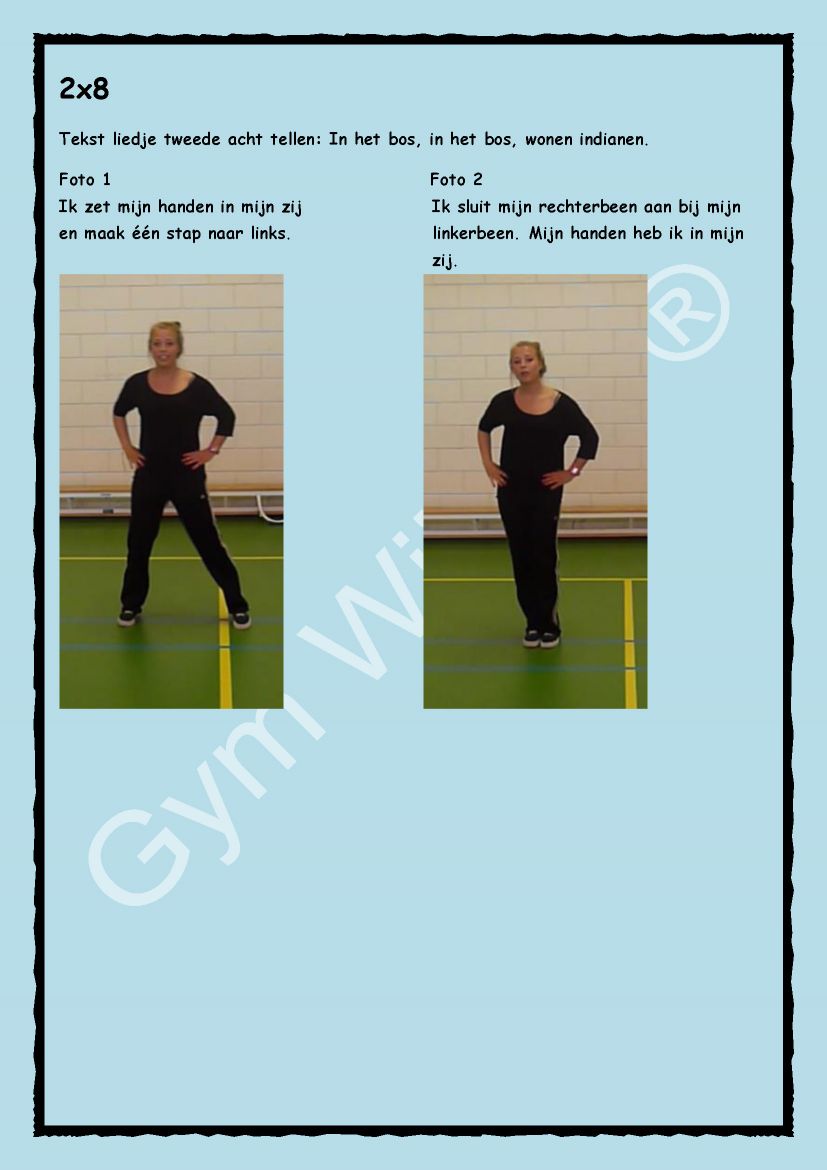 2x8
Tekst liedje tweede acht tellen: In het bos, in het bos, wonen indianen.
Foto 1
Ik zet mijn handen in mijn zij
en maak één stap naar links.
Foto 2
Ik sluit mijn rechterbeen aan bij mijn
linkerbeen. Mijn handen heb ik in mijn
zij.
Gym Wi
®